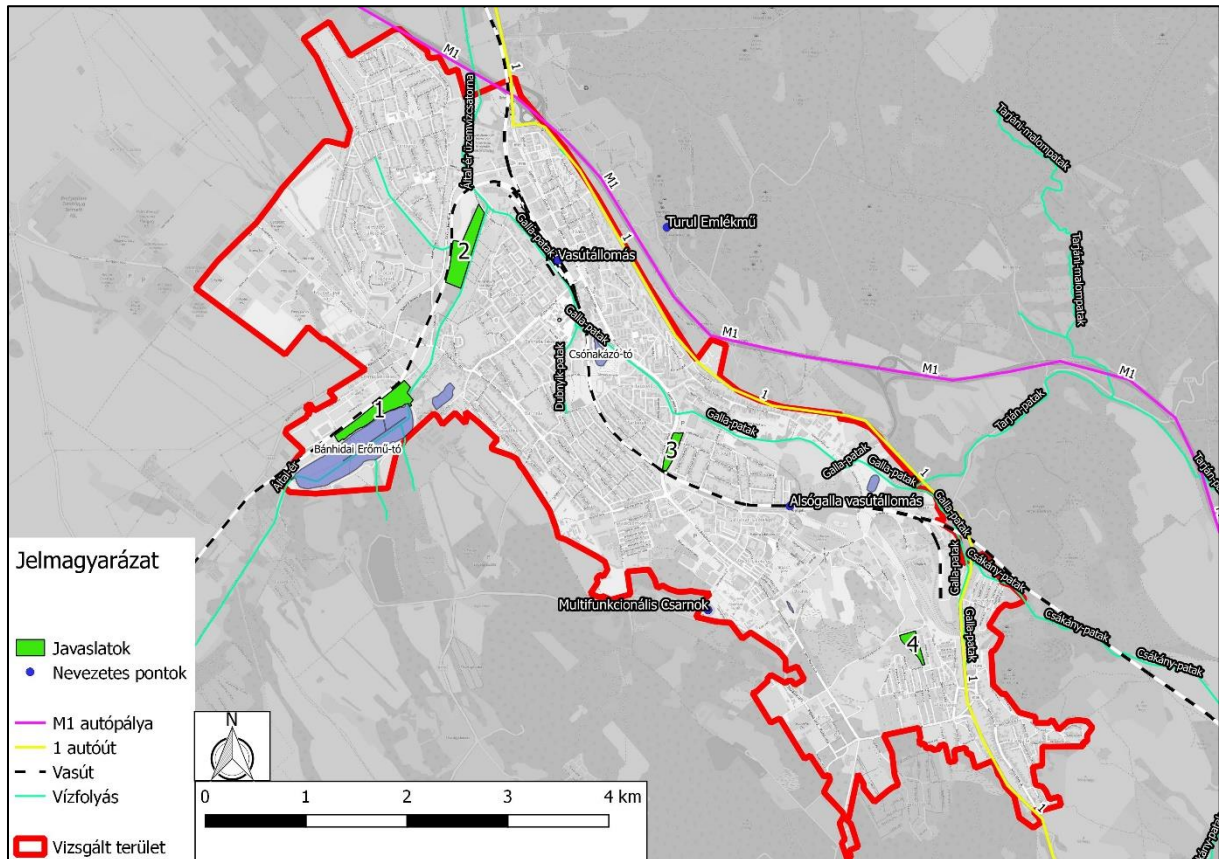 M1
Által-ér üzemvízcsatorna
Tarjáni-malompatak
M1
1
Turul Emlékmű
Galla-patak
Vasútállomás
2
Tarjáni-malompatak
Galla-patak
M1
M1
Csónakázó-tó
Dubnyik-patak
1
1
Tarján-patak
Galla-patak
3
Bánhidai Erőmű-tó
Által-ér
Galla-patak
Galla-patak
1
Alsógalla vasútállomás
Galla-patak
Galla-patak
Csákány-patak
Multifunkcionális Csarnok
Galla-patak
Csákány-patak
Csákány-patak
4
1
1
Jelmagyarázat
Javaslatok
Nevezetes pontok
M1 autópálya
1 autóút
Vasút
Vízfolyás
Vizsgált terület
N
0 1 2 3 4 km